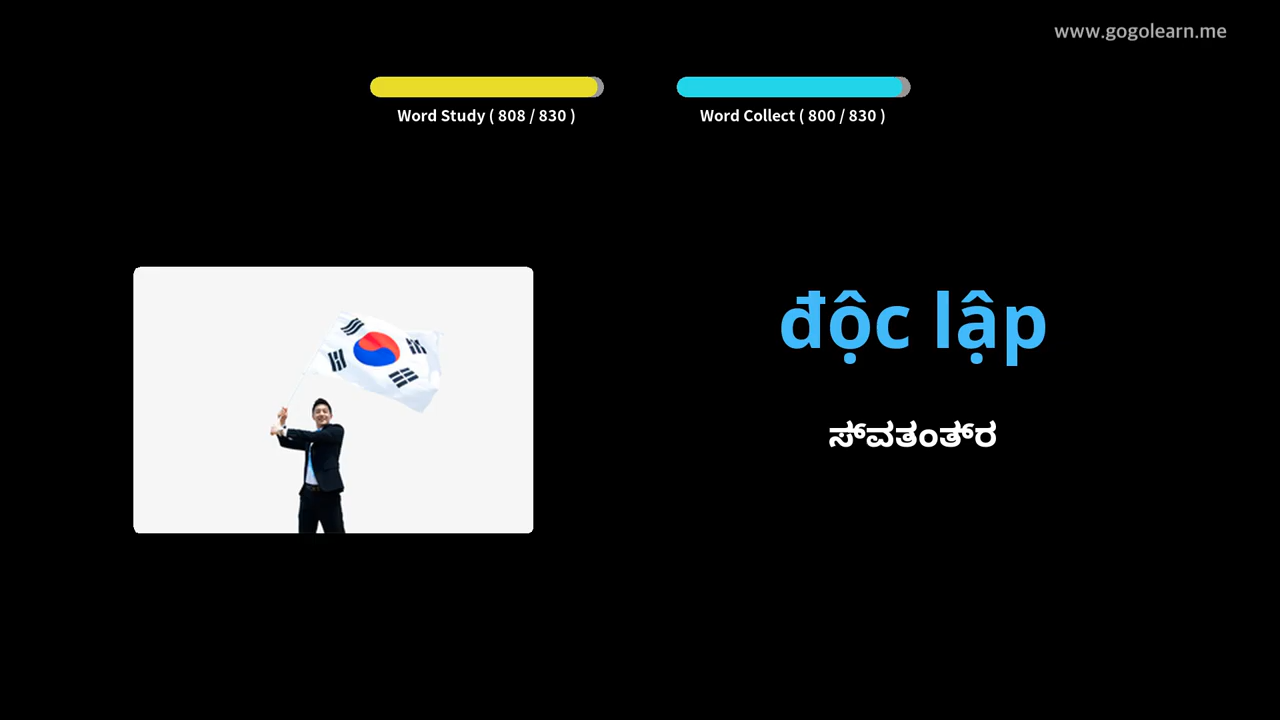 www.gogolearn.me
Word Study ( 808 / 830 )
Word Collect ( 800 / 830 )
độc lập
ಸ್ವತಂತ್ರ